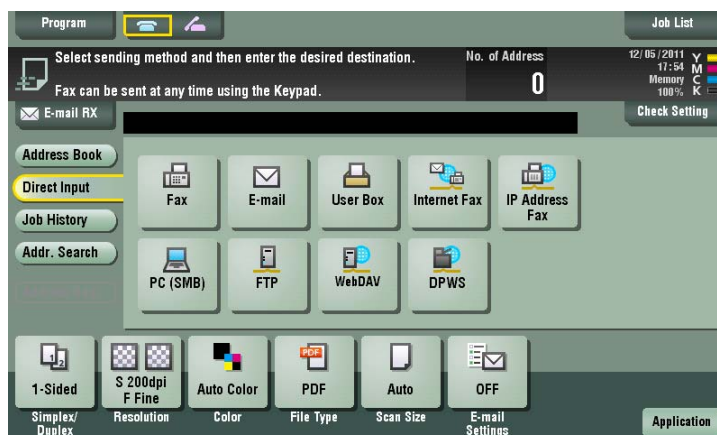 Program
Job List
Select sending method and then enter the desired destination.
Fax can be sent at any time using the Keypad.
No. of Address
0
12/05/2011
17:54
Memory
100%
Y
M
C
K
E-mail RX
Check Setting
Address Book
Direct Input
Job History
Addr. Search
Fax
E-mail
User Box
Internet Fax
IP Address
Fax
PC (SMB)
FTP
WebDAV
DPWS
1-Sided
S 200dpi
F Fine
Auto Color
PDF
PDF
Auto
OFF
Simplex/
Duplex
Resolution
Color
File Type
Scan Size
E-mail
Settings
Application